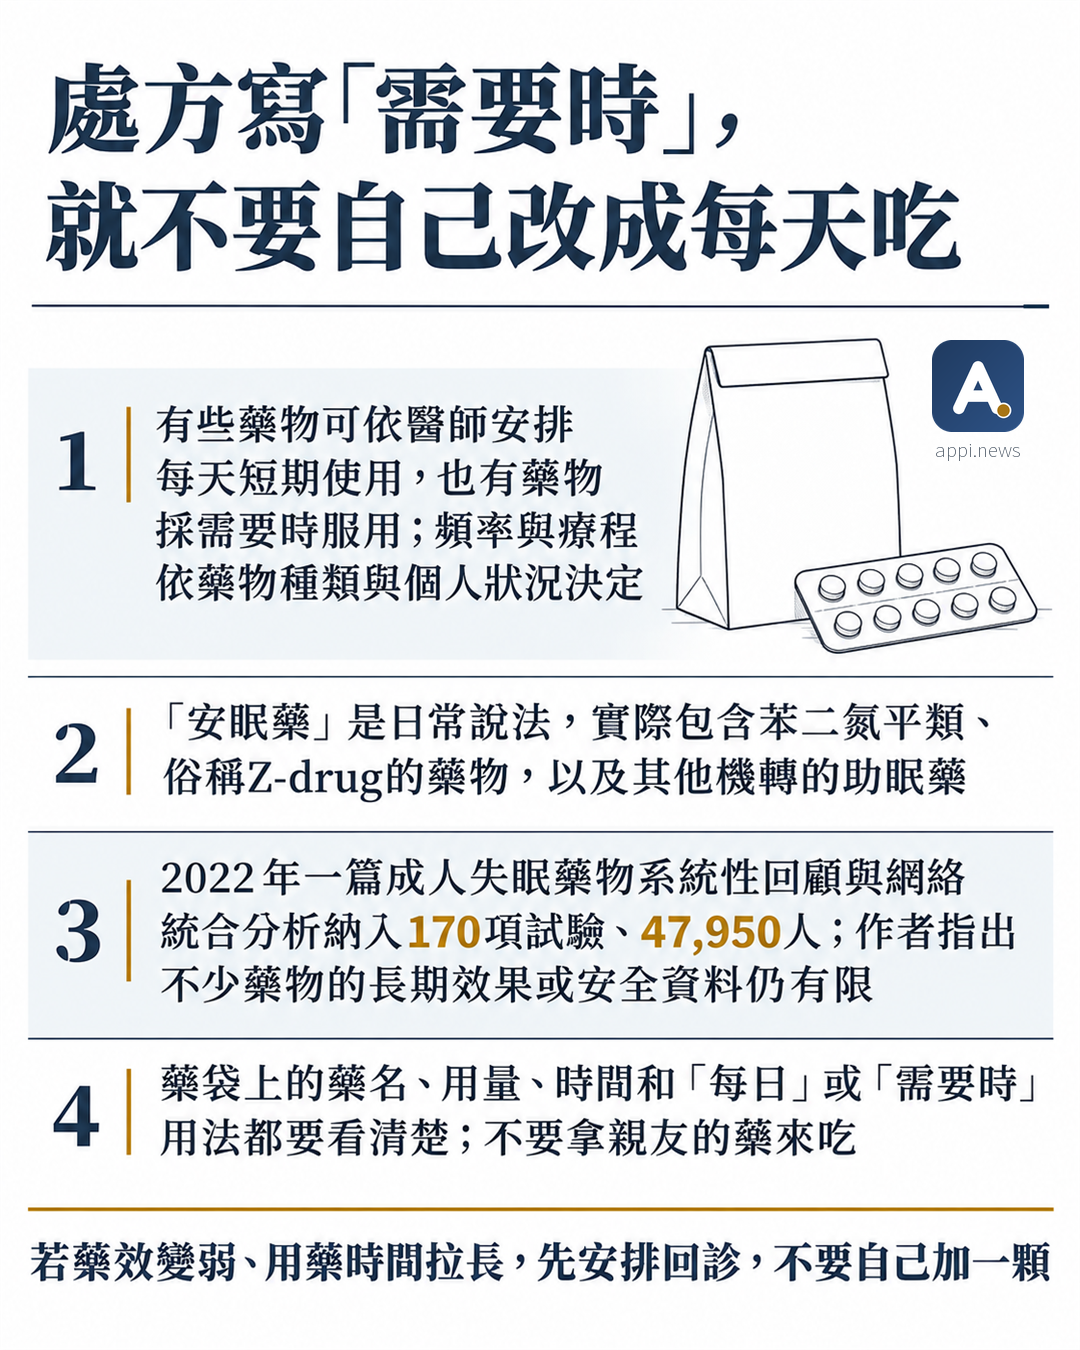 處方寫「需要時」，
就不要自己改成每天吃
A
appi.news
1
有些藥物可依醫師安排
每天短期使用，也有藥物
採需要時服用；頻率與療程
依藥物種類與個人狀況決定
2
「安眠藥」是日常說法，實際包含苯二氮平類、
俗稱Z-drug的藥物，以及其他機轉的助眠藥
3
2022年一篇成人失眠藥物系統性回顧與網絡
統合分析納入170項試驗、47,950人；作者指出
不少藥物的長期效果或安全資料仍有限
4
藥袋上的藥名、用量、時間和「每日」或「需要時」
用法都要看清楚；不要拿親友的藥來吃
若藥效變弱、用藥時間拉長，先安排回診，不要自己加一顆